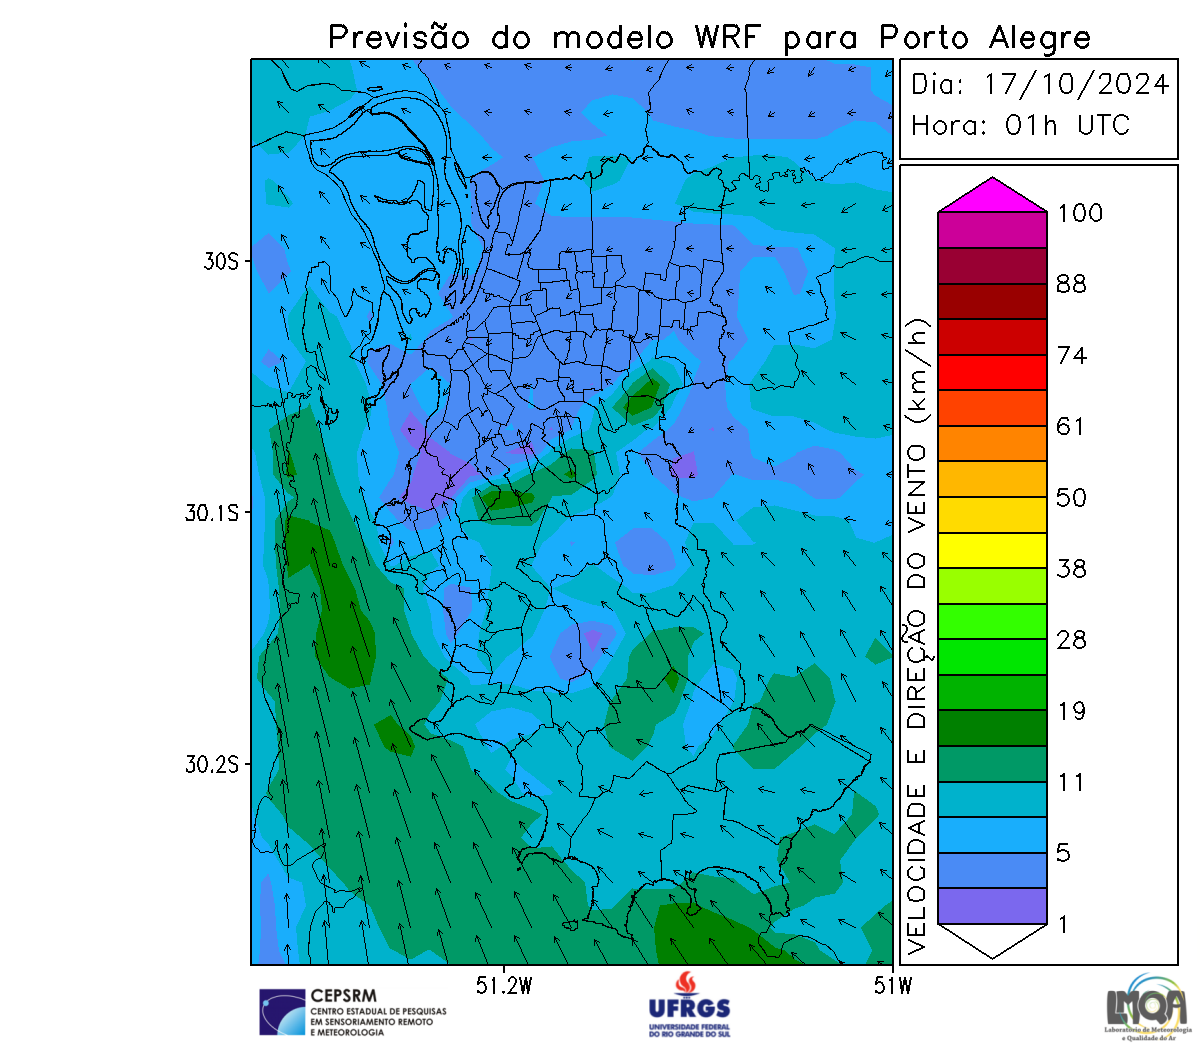 Previsão do modelo WRF para Porto Alegre
Dia: 17/10/2024
Hora: 01h UTC
30S
30.1S
30.2S
51.2W
51W
VELOCIDADE E DIREÇÃO DO VENTO (km/h)
100
88
74
61
50
38
28
19
11
5
1
CEPSRM
CENTRO ESTADUAL DE PESQUISAS
EM SENSORIAMENTO REMOTO
E METEOROLOGIA
UFRGS
UNIVERSIDADE FEDERAL
DO RIO GRANDE DO SUL
LMQA
Laboratório de Meteorologia
e Qualidade do Ar